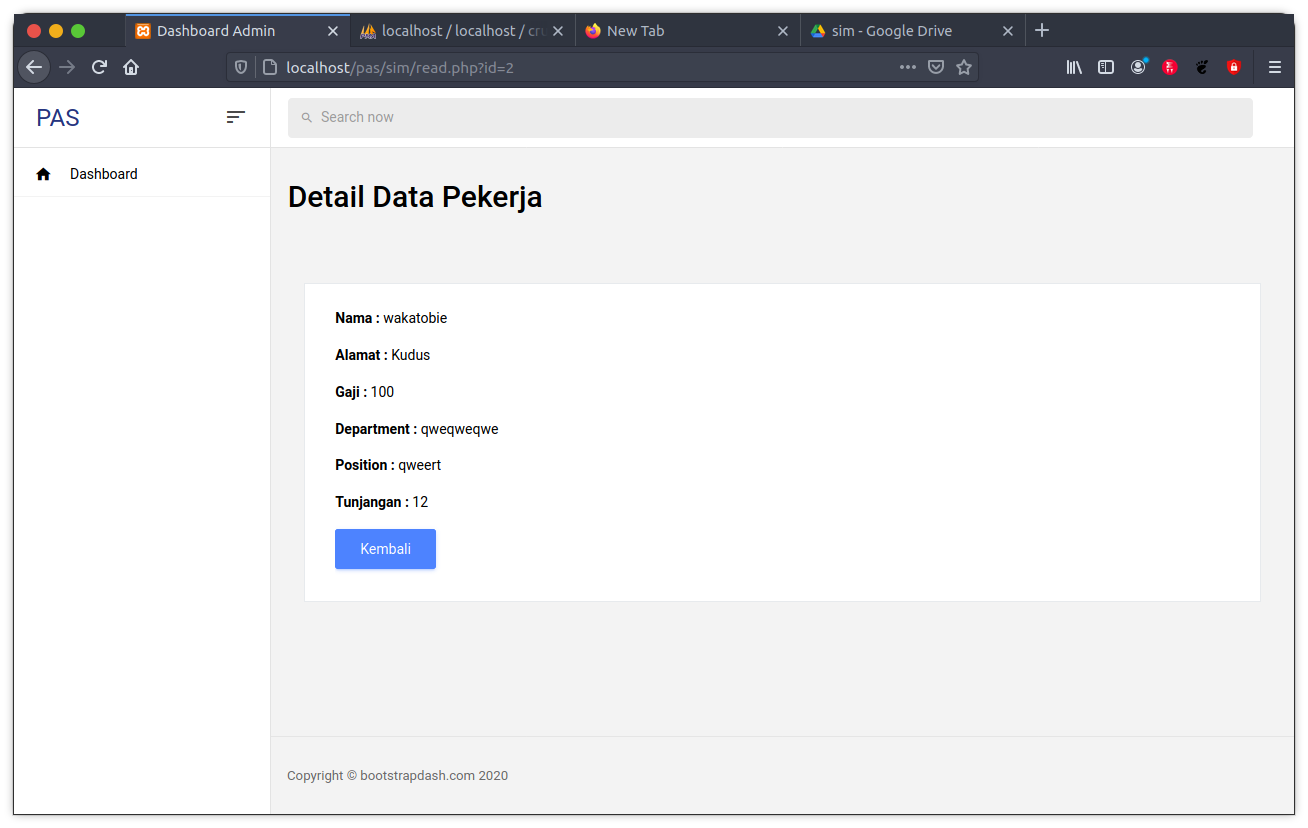 Dashboard Admin
localhost / localhost / cru
New Tab
sim - Google Drive
localhost/pas/sim/read.php?id=2
PAS
Search now
Dashboard
Detail Data Pekerja
Nama : wakatobie
Alamat : Kudus
Gaji : 100
Department : qweqweqwe
Position : qweert
Tunjangan : 12
Kembali
Copyright © bootstrapdash.com 2020